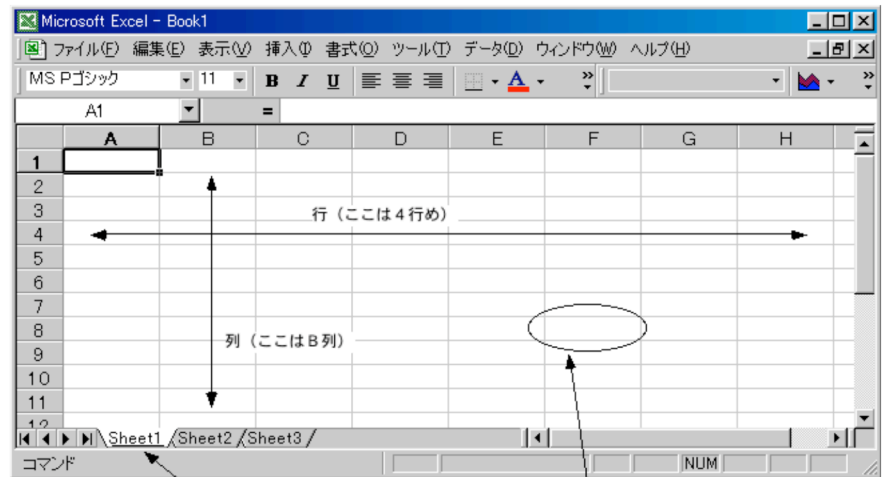 Microsoft Excel - Book1
ファイル(F) 編集(E) 表示(V) 挿入(I) 書式(O) ツール(T) データ(D) ウィンドウ(W) ヘルプ(H)
MS Pゴシック 11 B I U A
A1 =
A B C D E F G H
1
2
3 行（ここは４行め）
4
5
6
7
8 列（ここはＢ列）
9
10
11
12
Sheet1 Sheet2 Sheet3
コマンド NUM